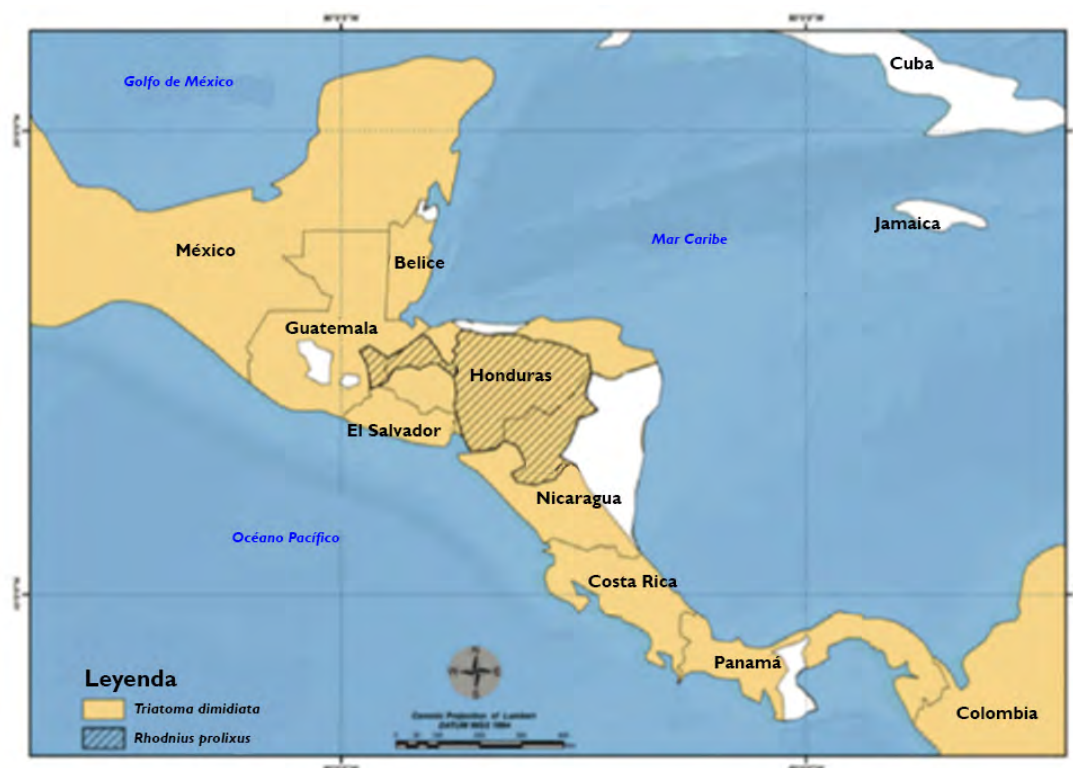 Cuba
Golfo de México
Jamaica
Mar Caribe
México
Belice
Guatemala
Honduras
El Salvador
Nicaragua
Océano Pacífico
Costa Rica
Panamá
Colombia
Leyenda
Triatoma dimidiata
Rhodnius prolixus